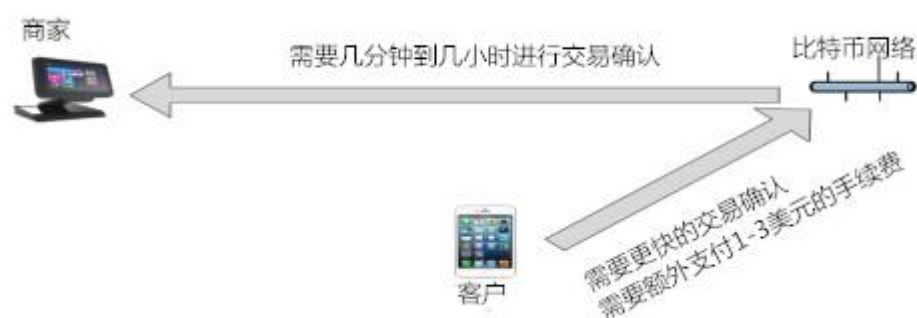 商家
需要几分钟到几小时进行交易确认
比特币网络
需要更快的交易确认
需要额外支付1-3美元的手续费
客户